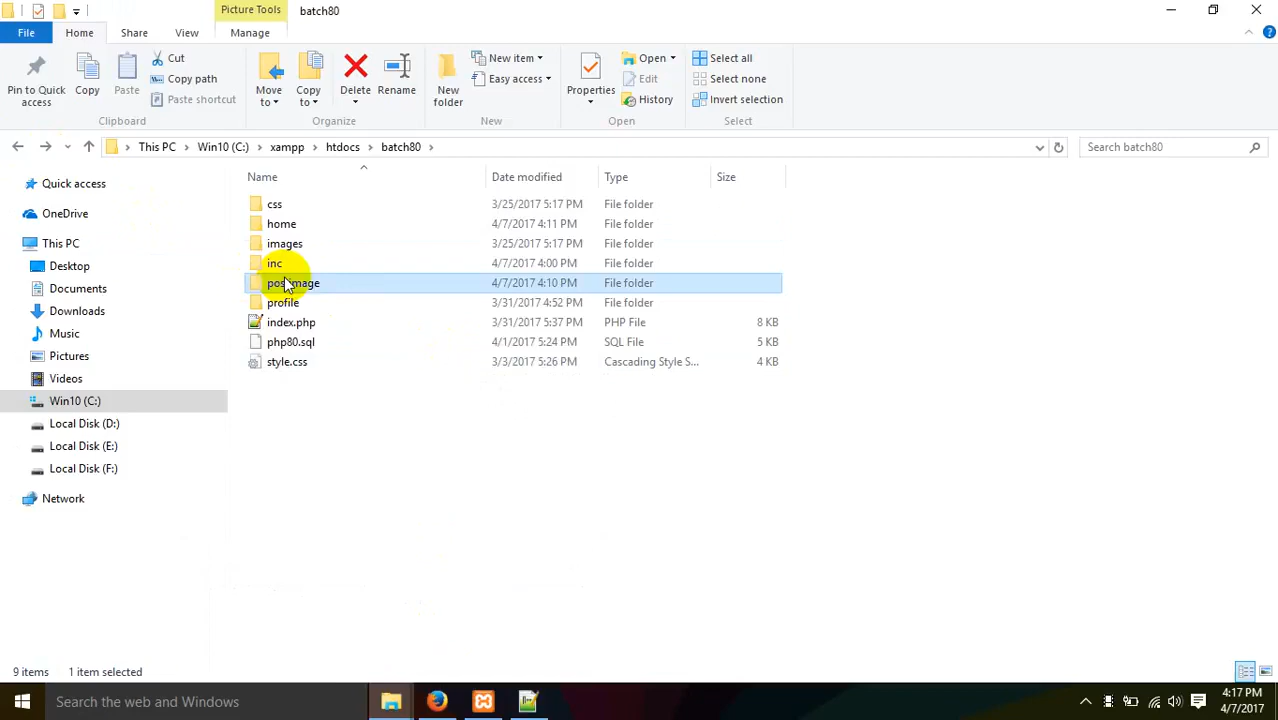 Picture Tools
batch80
File
Home
Share
View
Manage
Pin to Quick access
Copy
Paste
Cut
Copy path
Paste shortcut
Clipboard
Move to
Copy to
Delete
Rename
Organize
New folder
New item
Easy access
New
Properties
Open
Edit
History
Open
Select all
Select none
Invert selection
Select
This PC
Win10 (C:)
xampp
htdocs
batch80
Search batch80
Quick access
OneDrive
This PC
Desktop
Documents
Downloads
Music
Pictures
Videos
Win10 (C:)
Local Disk (D:)
Local Disk (E:)
Local Disk (F:)
Network
Name Date modified Type Size
css 3/25/2017 5:17 PM File folder
home 4/7/2017 4:11 PM File folder
images 3/25/2017 5:17 PM File folder
inc 4/7/2017 4:00 PM File folder
4/7/2017 4:10 PM File folder
profile 3/31/2017 4:52 PM File folder
index.php 3/31/2017 5:37 PM PHP File 8 KB
php80.sql 4/1/2017 5:24 PM SQL File 5 KB
style.css 3/3/2017 5:26 PM Cascading Style S... 4 KB
9 items 1 item selected
Search the web and Windows
4:17 PM
4/7/2017